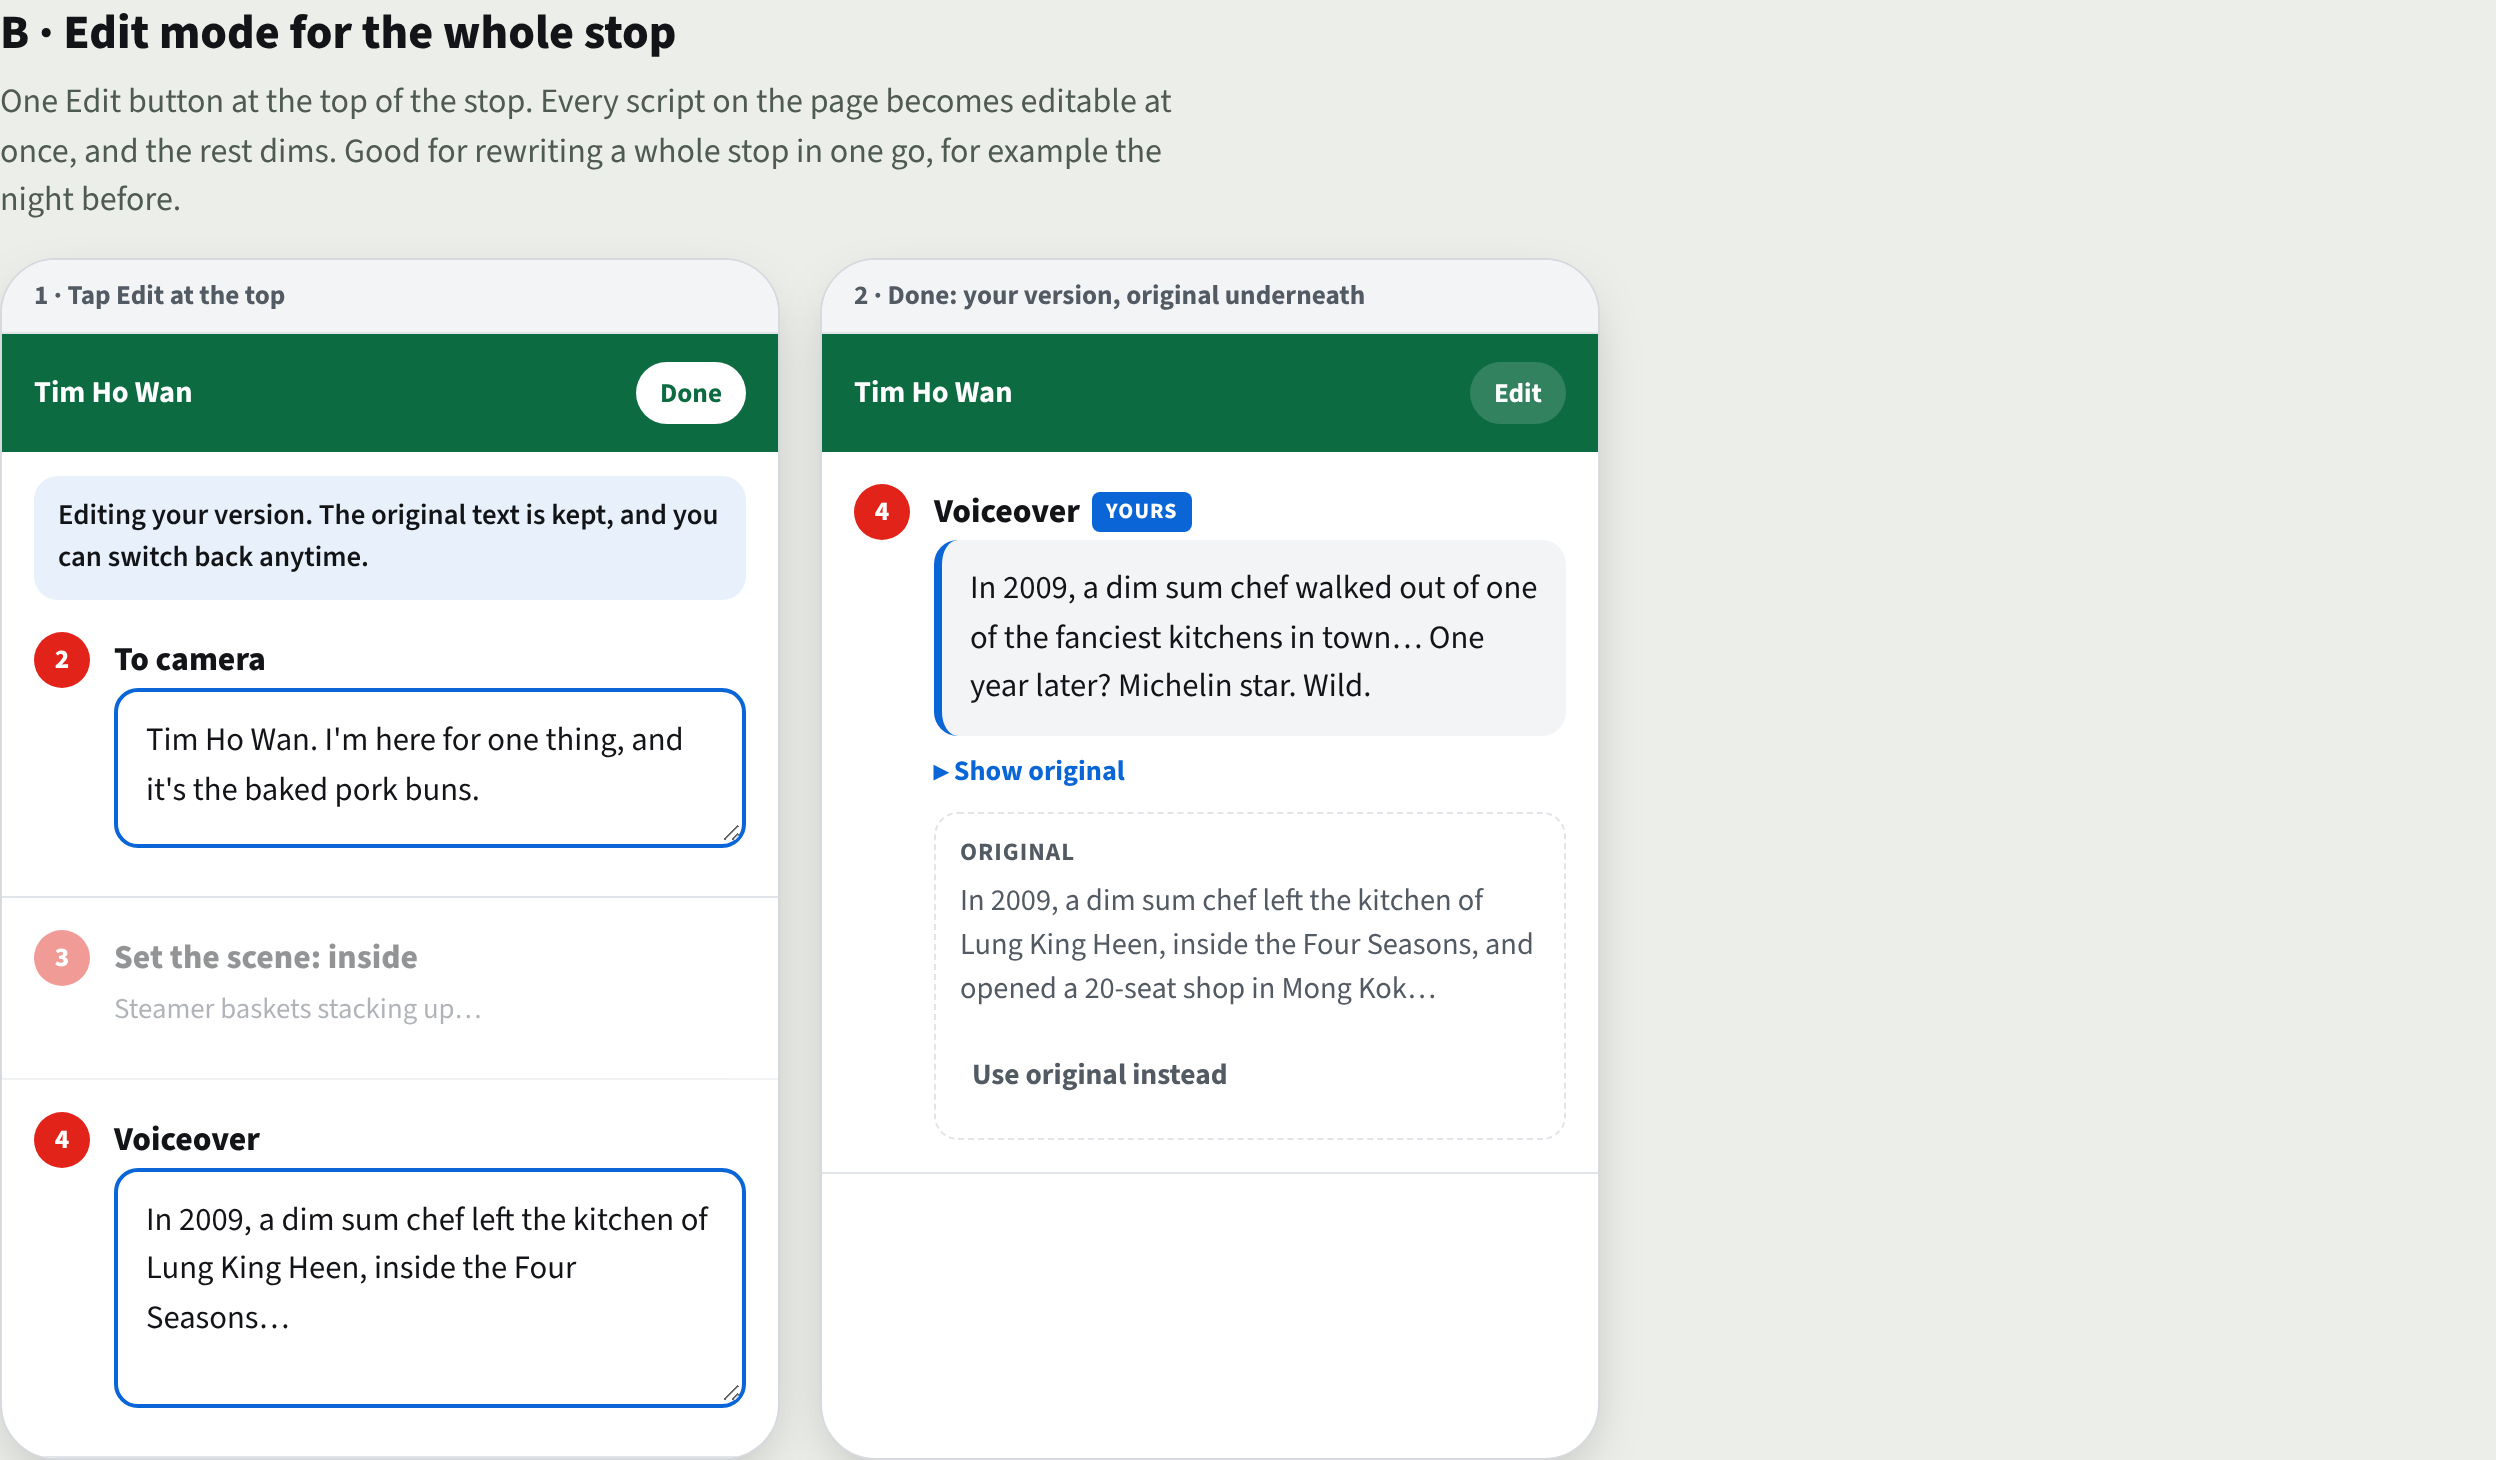 B · Edit mode for the whole stop
One Edit button at the top of the stop. Every script on the page becomes editable at
once, and the rest dims. Good for rewriting a whole stop in one go, for example the
night before.
1 · Tap Edit at the top
Tim Ho Wan
Done
Editing your version. The original text is kept, and you
can switch back anytime.
2
To camera
Tim Ho Wan. I'm here for one thing, and
it's the baked pork buns.
3
Set the scene: inside
Steamer baskets stacking up…
4
Voiceover
In 2009, a dim sum chef left the kitchen of
Lung King Heen, inside the Four
Seasons…
2 · Done: your version, original underneath
Tim Ho Wan
Edit
4
Voiceover
YOURS
In 2009, a dim sum chef walked out of one
of the fanciest kitchens in town… One
year later? Michelin star. Wild.
▸ Show original
ORIGINAL
In 2009, a dim sum chef left the kitchen of
Lung King Heen, inside the Four Seasons, and
opened a 20-seat shop in Mong Kok…
Use original instead